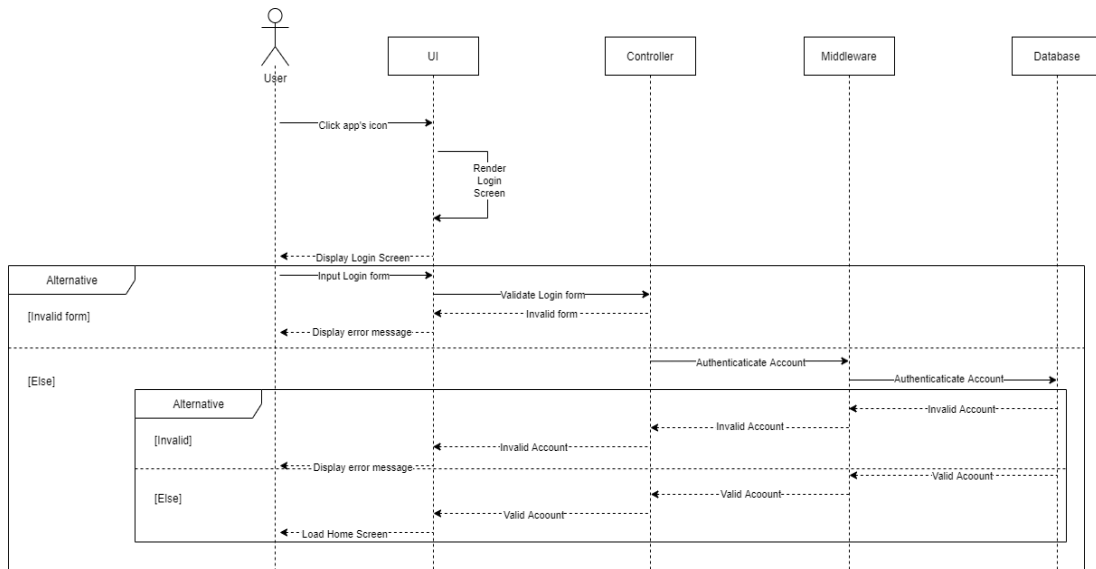 User
UI
Controller
Middleware
Database
Click app's icon
Render
Login
Screen
Display Login Screen
Alternative
Input Login form
Validate Login form
[Invalid form]
Invalid form
Display error message
Authenticaticate Account
[Else]
Authenticaticate Account
Alternative
Invalid Account
Invalid Account
[Invalid]
Invalid Account
Display error message
Valid Acoount
[Else]
Valid Acoount
Valid Acoount
Load Home Screen